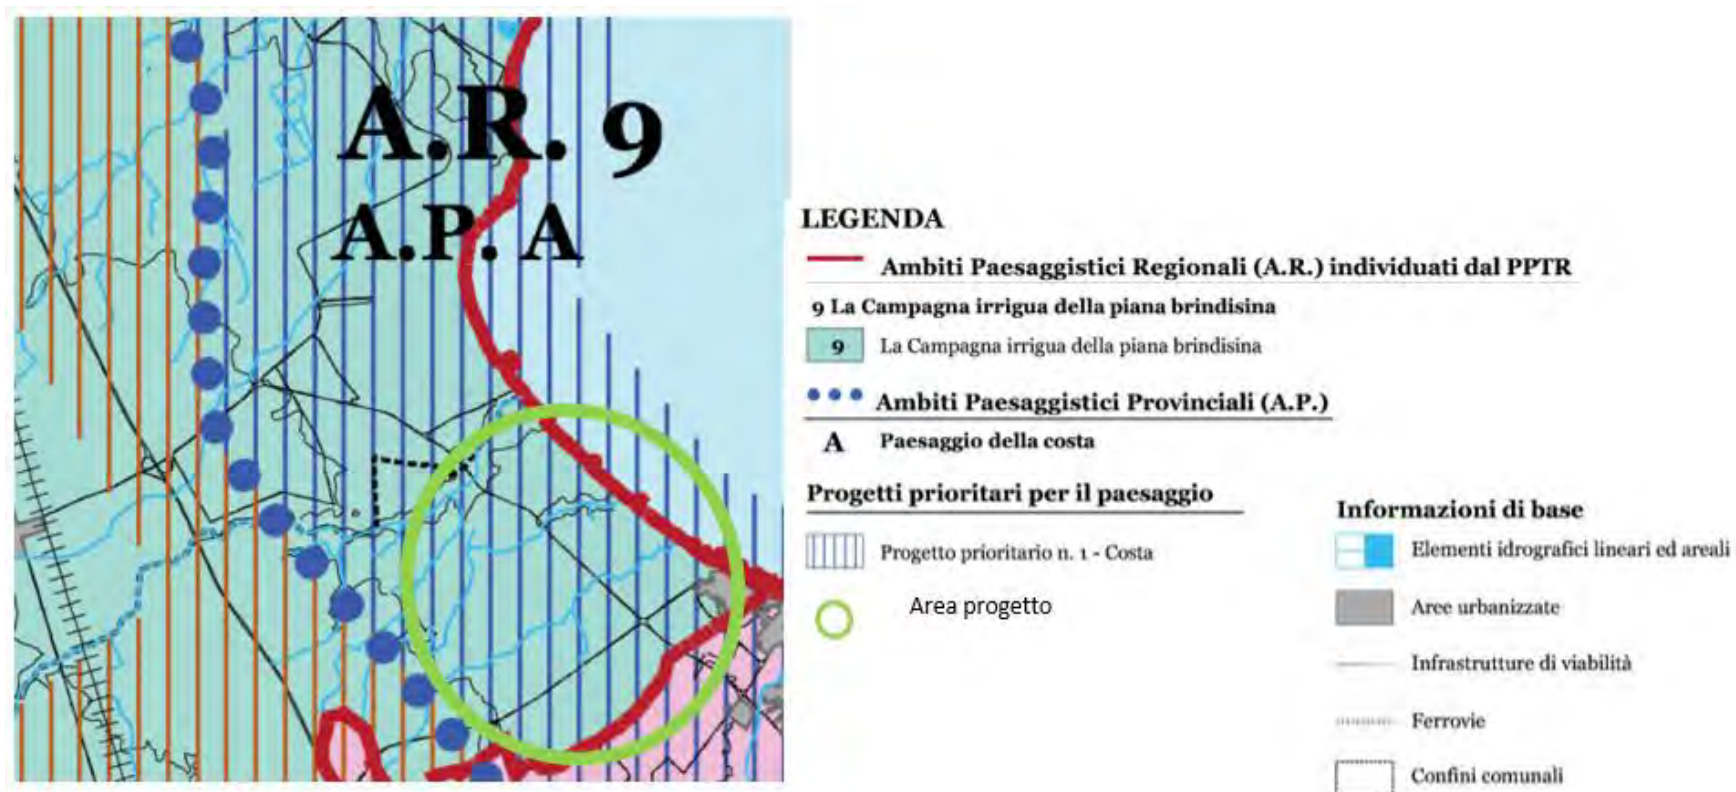 A.R. 9
A.P. A
LEGENDA
Ambiti Paesaggistici Regionali (A.R.) individuati dal PPTR
9 La Campagna irrigua della piana brindisina
9 La Campagna irrigua della piana brindisina
Ambiti Paesaggistici Provinciali (A.P.)
A Paesaggio della costa
Progetti prioritari per il paesaggio
Progetto prioritario n. 1 - Costa
Area progetto
Informazioni di base
Elementi idrografici lineari ed areali
Aree urbanizzate
Infrastrutture di viabilità
Ferrovie
Confini comunali